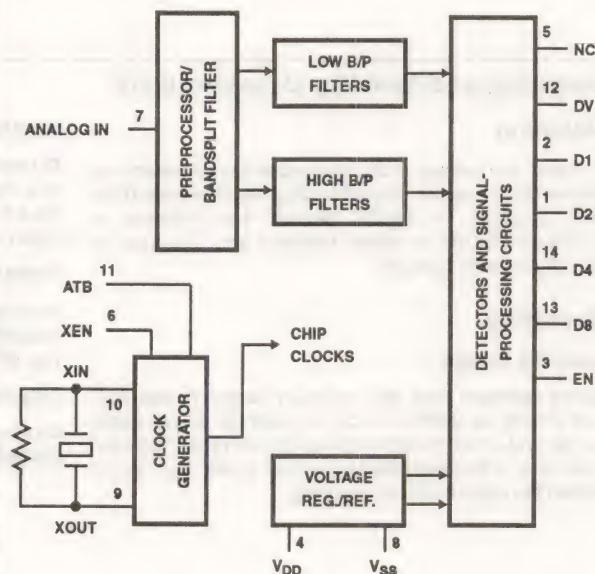 ANALOG IN
7
PREPROCESSOR/
BANDSPLIT FILTER
LOW B/P
FILTERS
HIGH B/P
FILTERS
DETECTORS AND SIGNAL-
PROCESSING CIRCUITS
5
NC
12
DV
2
D1
1
D2
14
D4
13
D8
3
EN
ATB
11
XEN
6
XIN
10
CLOCK
GENERATOR
9
XOUT
CHIP
CLOCKS
VOLTAGE
REG./REF.
4
8
VDD
VSS